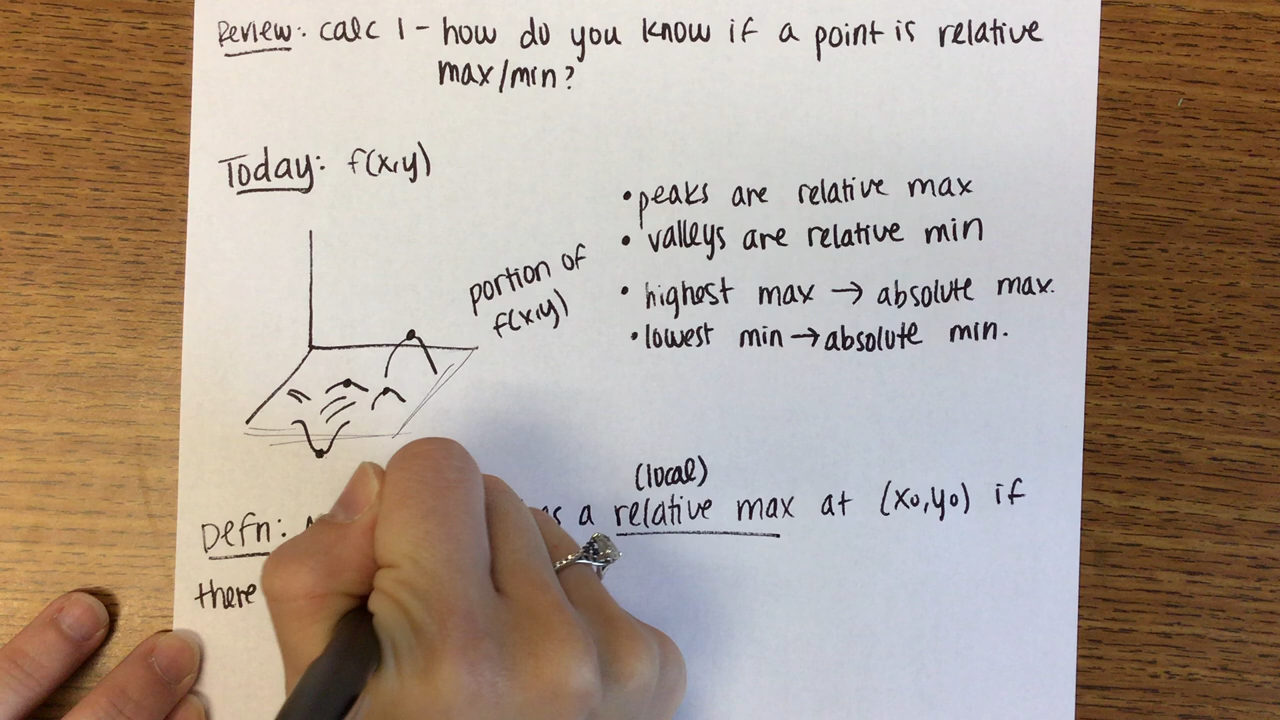 Review: calc 1 - how do you know if a point is relative
max/min?
Today: f(x,y)
• peaks are relative max
• valleys are relative min
portion of
f(x,y)
• highest max → absolute max.
• lowest min → absolute min.
(local)
Defn: a relative max at (x₀,y₀) if
there